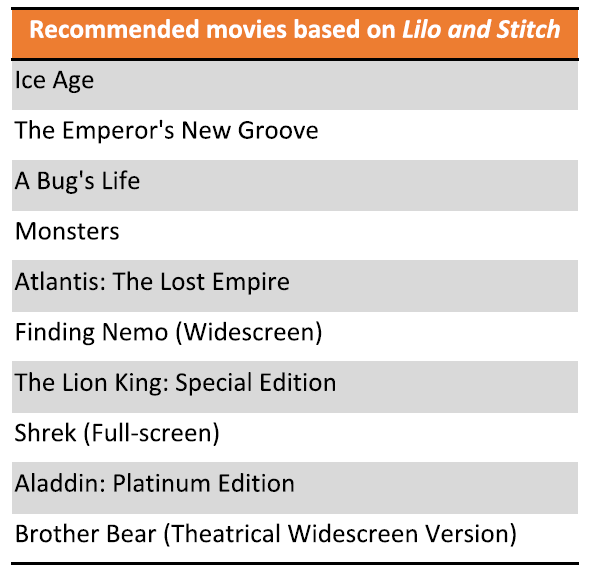 Recommended movies based on Lilo and Stitch
Ice Age
The Emperor's New Groove
A Bug's Life
Monsters
Atlantis: The Lost Empire
Finding Nemo (Widescreen)
The Lion King: Special Edition
Shrek (Full-screen)
Aladdin: Platinum Edition
Brother Bear (Theatrical Widescreen Version)